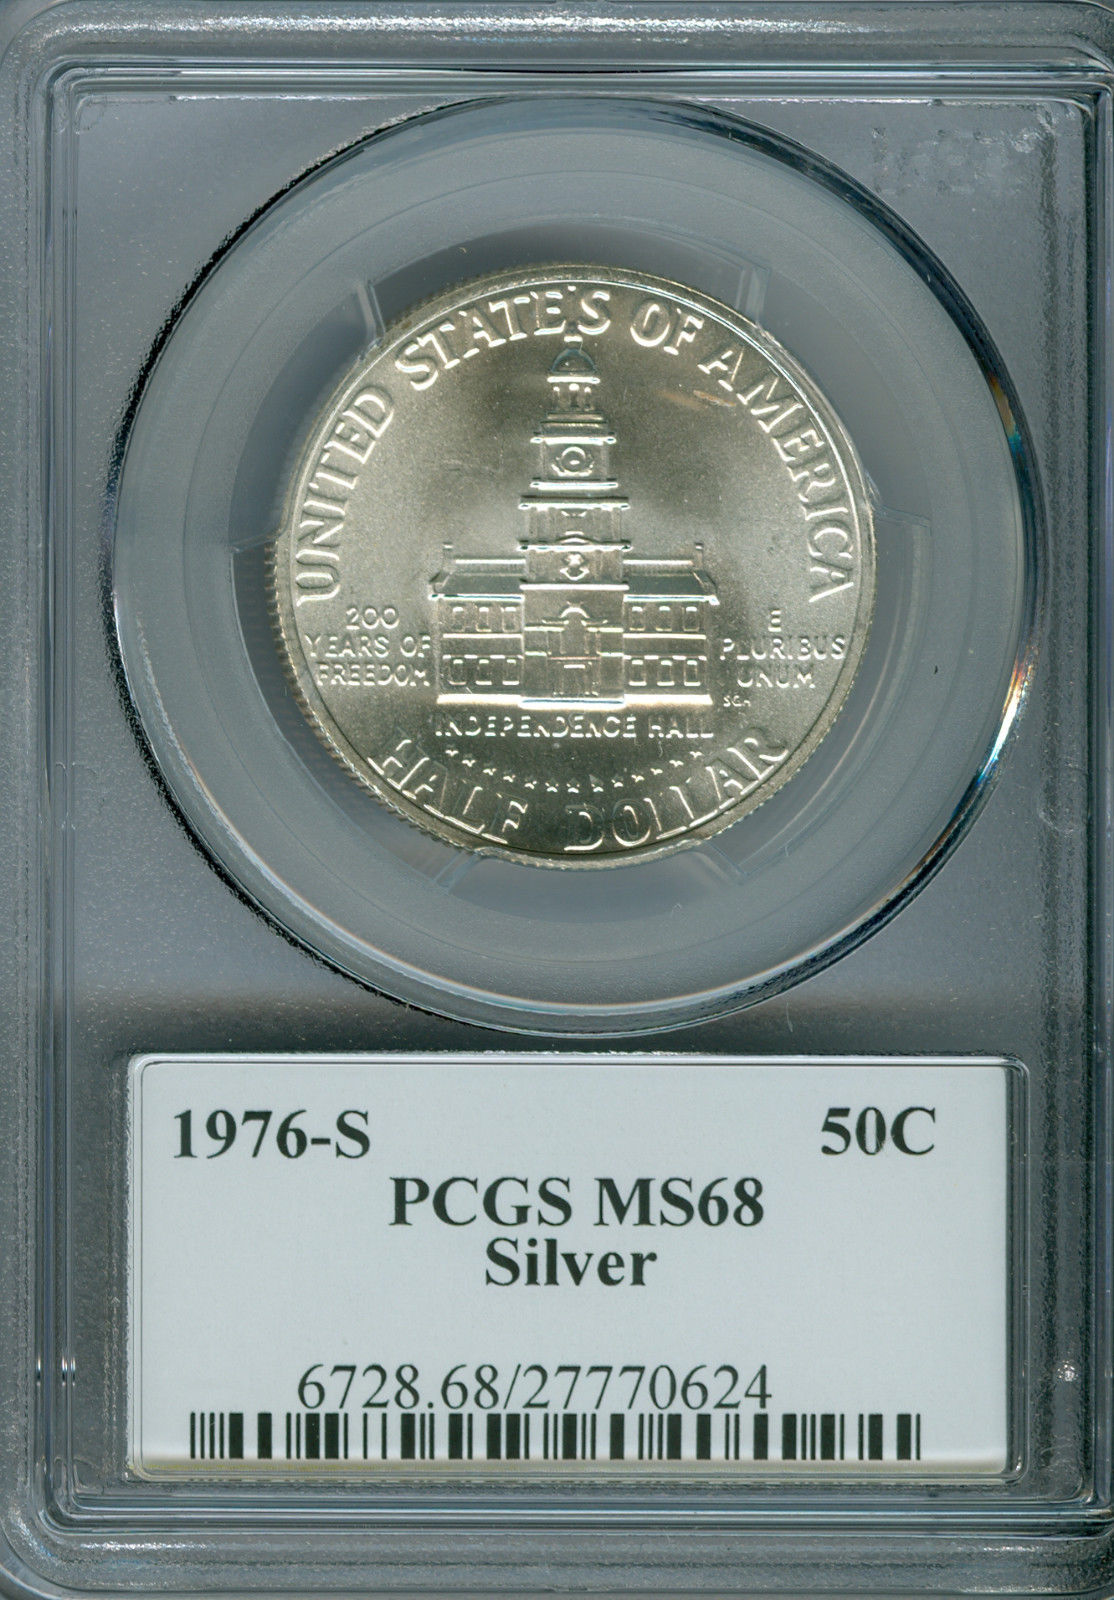 UNITED STATES OF AMERICA
200
YEARS OF
FREEDOM
E
PLURIBUS
UNUM
INDEPENDENCE HALL
HALF DOLLAR
1976-S 50C
PCGS MS68
Silver
6728.68/27770624